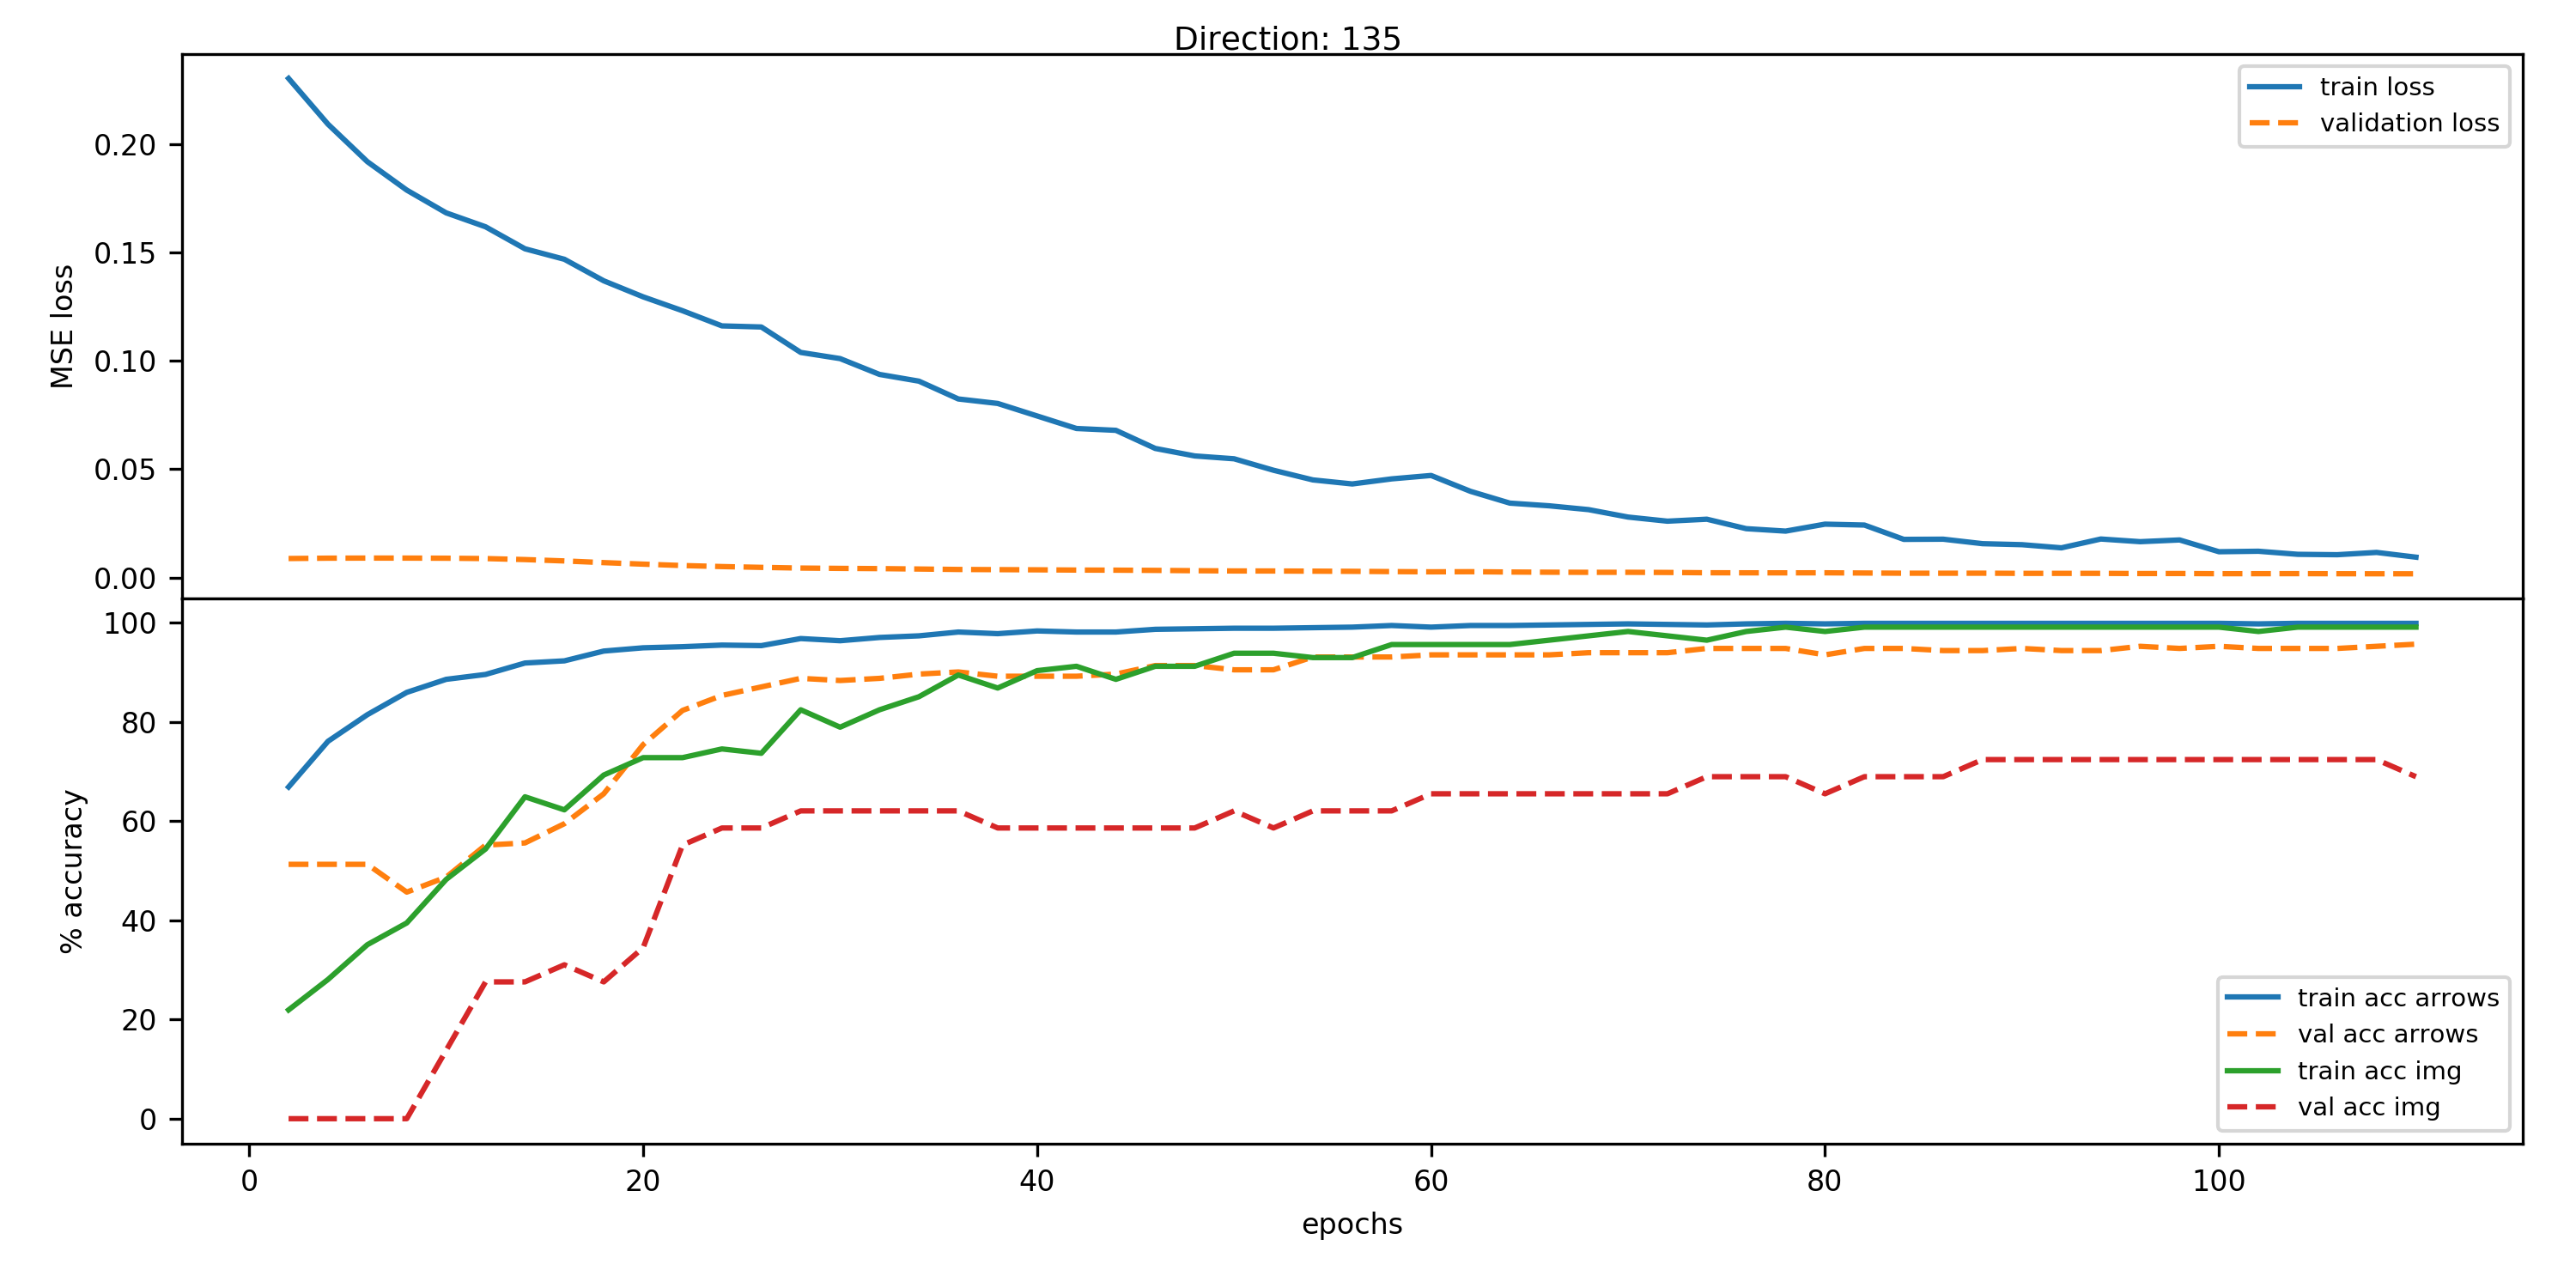 Direction: 135
train loss
validation loss
0.20
0.15
0.10
0.05
0.00
MSE loss
100
80
60
40
20
0
% accuracy
train acc arrows
val acc arrows
train acc img
val acc img
0 20 40 60 80 100
epochs